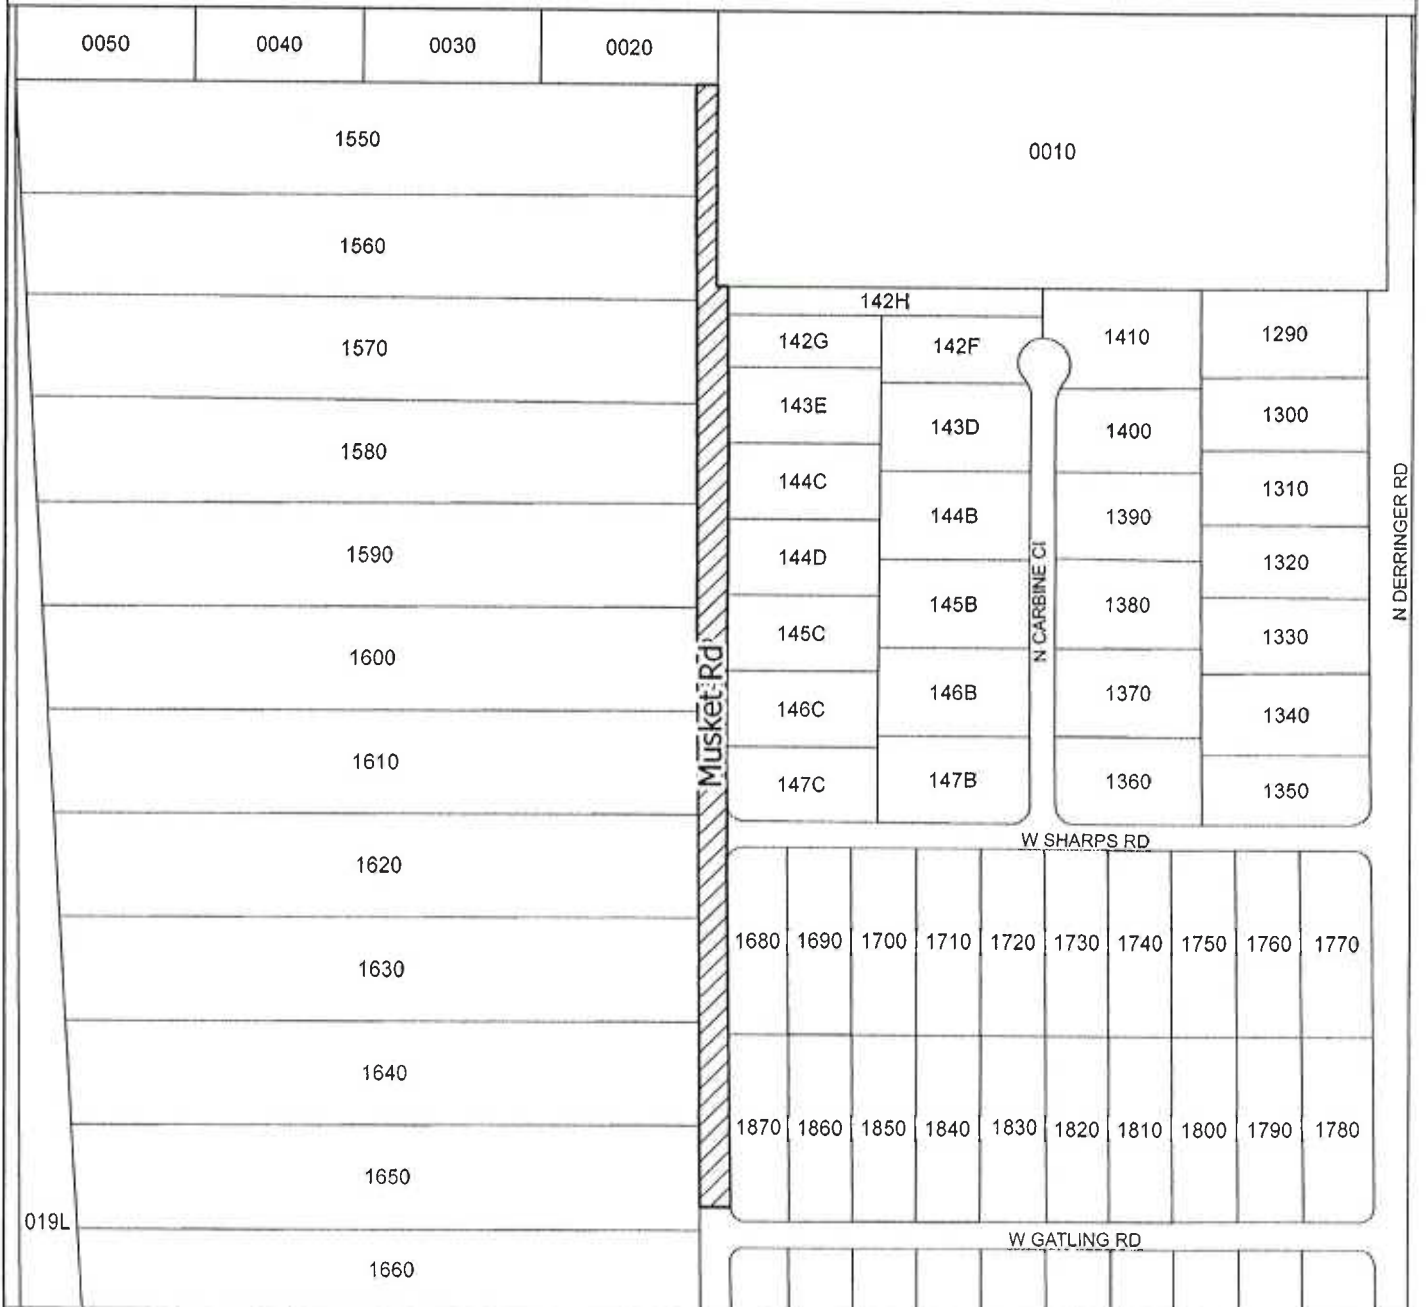 0050 0040 0030 0020
0010
1550
1560
1570
1580
1590
1600
1610
1620
1630
1640
1650
1660
019L
Musket Rd
142H
142G 142F
143E 143D
144C 144B
144D 145B
145C 146B
146C 147B
147C
N CARBINE CI
1410 1290
1400 1300
1390 1310
1380 1320
1370 1330
1360 1340
1350
N DERRINGER RD
W SHARPS RD
1680 1690 1700 1710 1720 1730 1740 1750 1760 1770
1870 1860 1850 1840 1830 1820 1810 1800 1790 1780
W GATLING RD